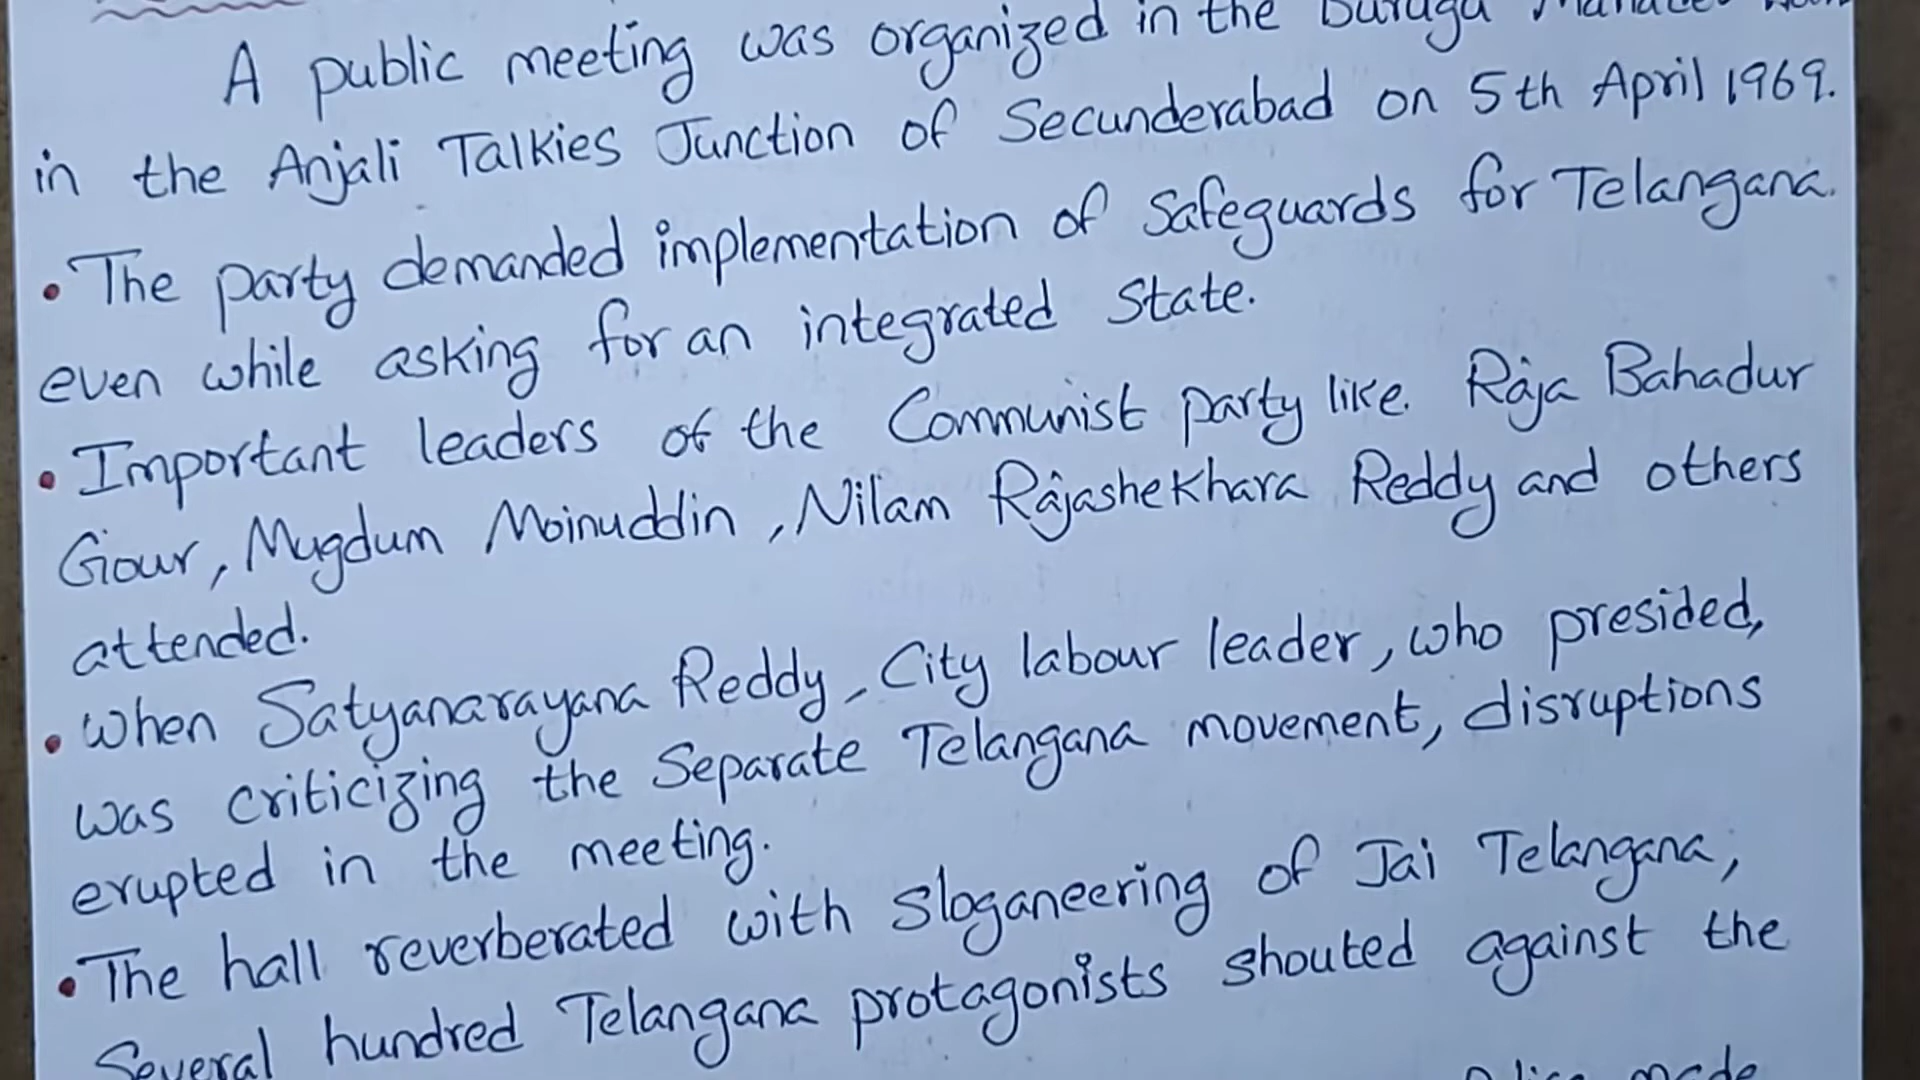 A public meeting was organized in the Buruga
in the Anjali Talkies Junction of Secunderabad on 5th April 1969.
• The party demanded implementation of Safeguards for Telangana.
even while asking for an integrated State.
• Important leaders of the Communist party like. Raja Bahadur
Giour, Mugdum Moinuddin, Nilam Rajashekhara Reddy and others
attended.
• When Satyanarayana Reddy, City labour leader, who presided,
was criticizing the Separate Telangana movement, disruptions
erupted in the meeting.
• The hall reverberated with Sloganeering of Jai Telangana,
Several hundred Telangana protagonists shouted against the
made